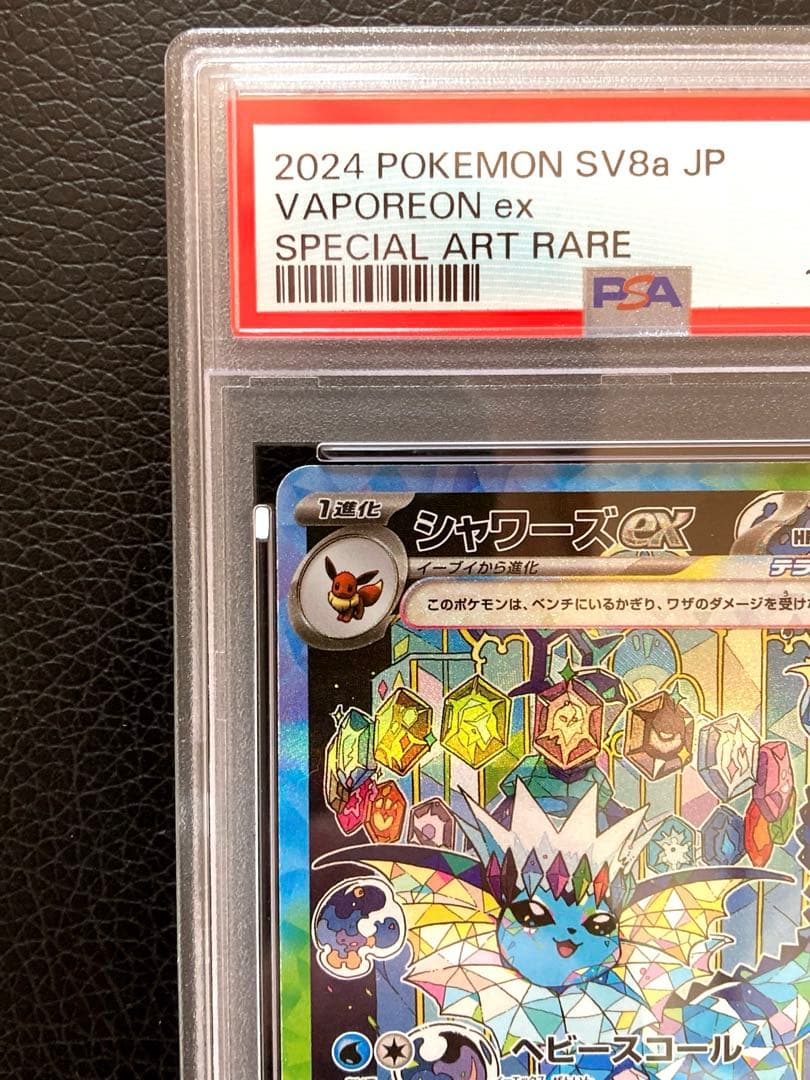 2024 POKEMON SV8a JP
VAPOREON ex
SPECIAL ART RARE
PSA
1進化
シャワーズex
イーブイから進化
テラ
このポケモンは、ベンチにいるかぎり、ワザのダメージを受け
ヘビースコール